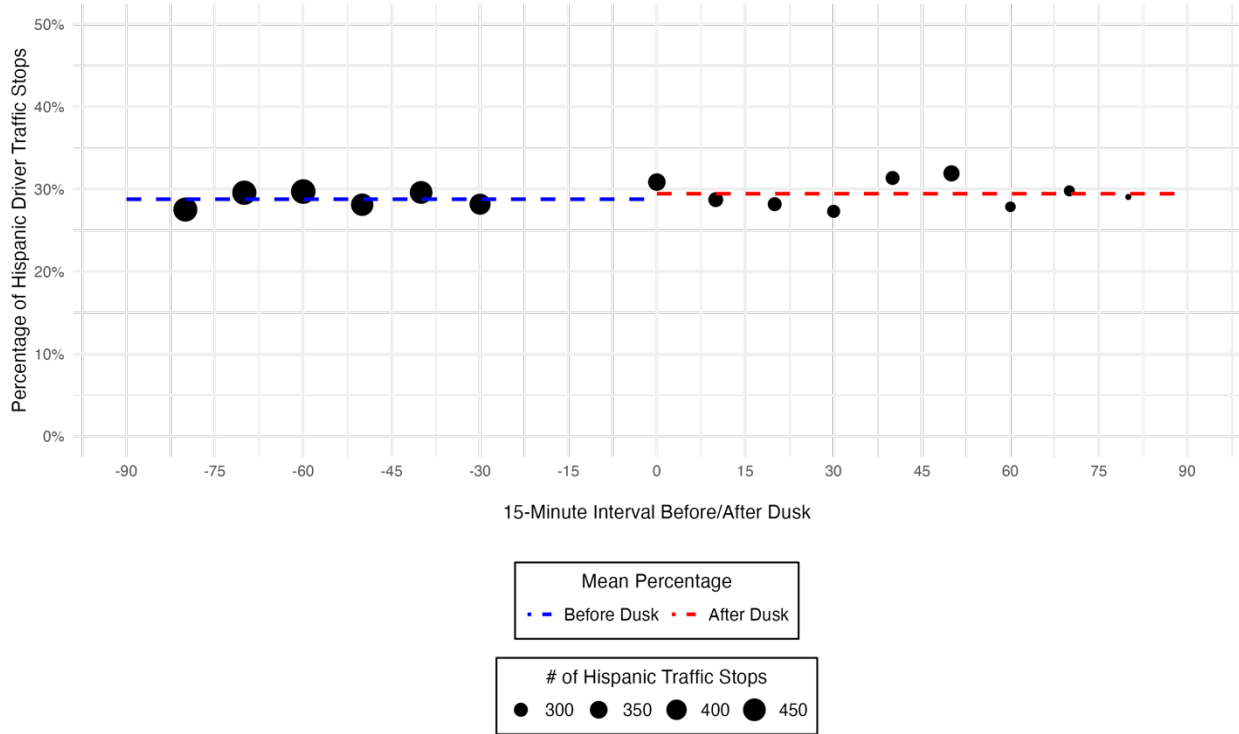 50%
40%
30%
20%
10%
0%
Percentage of Hispanic Driver Traffic Stops
-90 -75 -60 -45 -30 -15 0 15 30 45 60 75 90
15-Minute Interval Before/After Dusk
Mean Percentage
Before Dusk After Dusk
# of Hispanic Traffic Stops
300 350 400 450